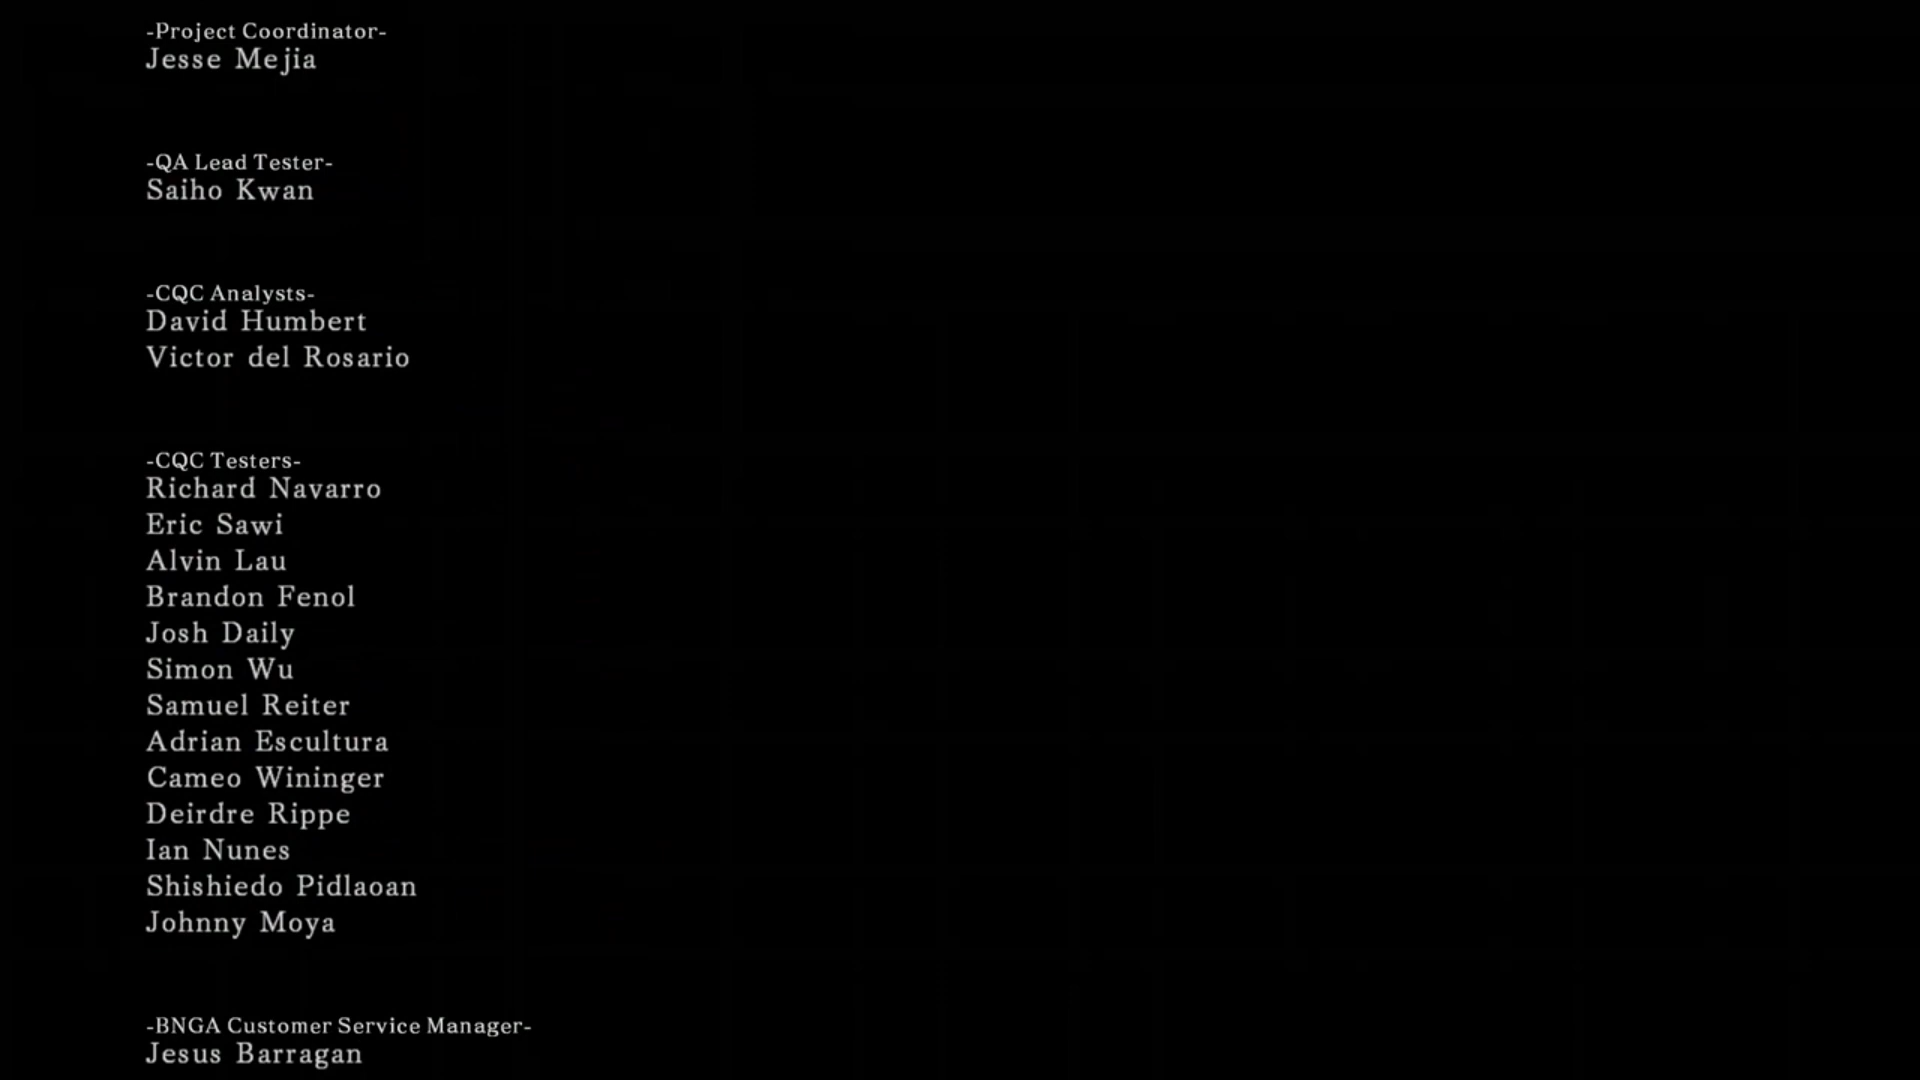 -Project Coordinator-
Jesse Mejia
-QA Lead Tester-
Saiho Kwan
-CQC Analysts-
David Humbert
Victor del Rosario
-CQC Testers-
Richard Navarro
Eric Sawi
Alvin Lau
Brandon Fenol
Josh Daily
Simon Wu
Samuel Reiter
Adrian Escultura
Cameo Wininger
Deirdre Rippe
Ian Nunes
Shishiedo Pidlaoan
Johnny Moya
-BNGA Customer Service Manager-
Jesus Barragan